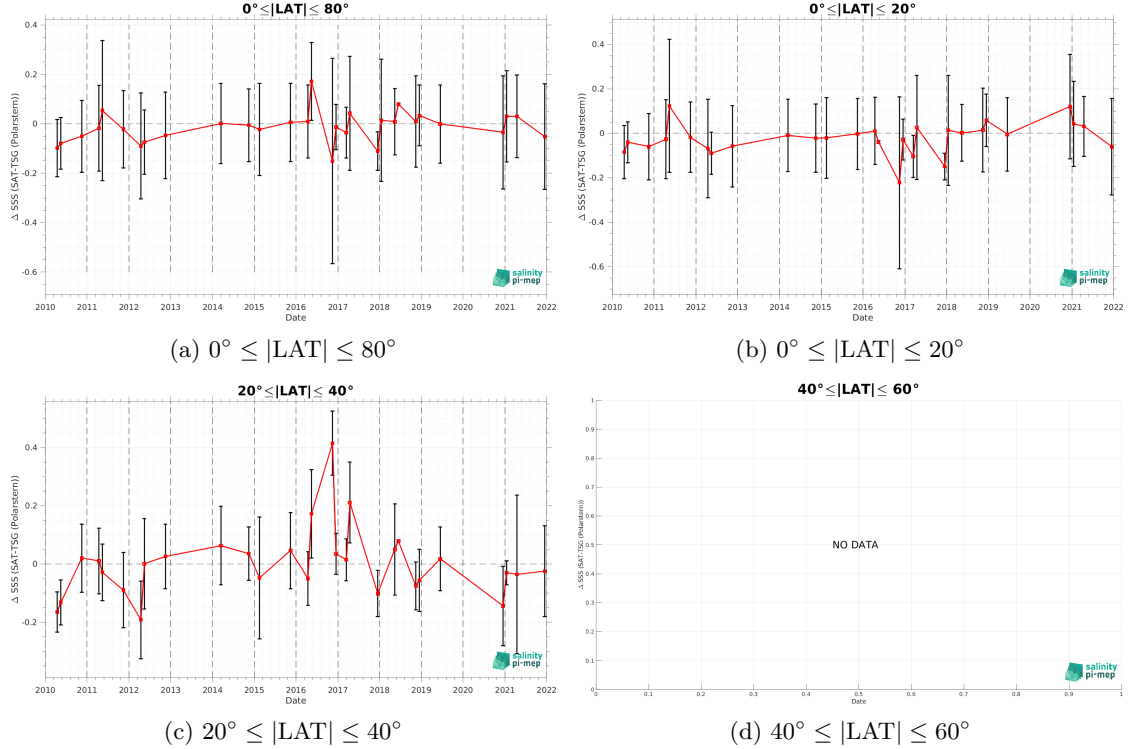 0°≤|LAT|≤ 80°
Δ SSS (SAT-TSG (Polarstern))
0.4
0.2
0
-0.2
-0.4
-0.6
2010 2011 2012 2013 2014 2015 2016 2017 2018 2019 2020 2021 2022
Date
salinity
pi-mep
(a) 0° ≤ |LAT| ≤ 80°
0°≤|LAT|≤ 20°
Δ SSS (SAT-TSG (Polarstern))
0.4
0.2
0
-0.2
-0.4
-0.6
2010 2011 2012 2013 2014 2015 2016 2017 2018 2019 2020 2021 2022
Date
salinity
pi-mep
(b) 0° ≤ |LAT| ≤ 20°
20°≤|LAT|≤ 40°
Δ SSS (SAT-TSG (Polarstern))
0.4
0.2
0
-0.2
2010 2011 2012 2013 2014 2015 2016 2017 2018 2019 2020 2021 2022
Date
salinity
pi-mep
(c) 20° ≤ |LAT| ≤ 40°
40°≤|LAT|≤ 60°
Δ SSS (SAT-TSG (Polarstern))
1
0.9
0.8
0.7
0.6
0.5
0.4
0.3
0.2
0.1
0
NO DATA
0 0.1 0.2 0.3 0.4 0.5 0.6 0.7 0.8 0.9 1
Date
salinity
pi-mep
(d) 40° ≤ |LAT| ≤ 60°